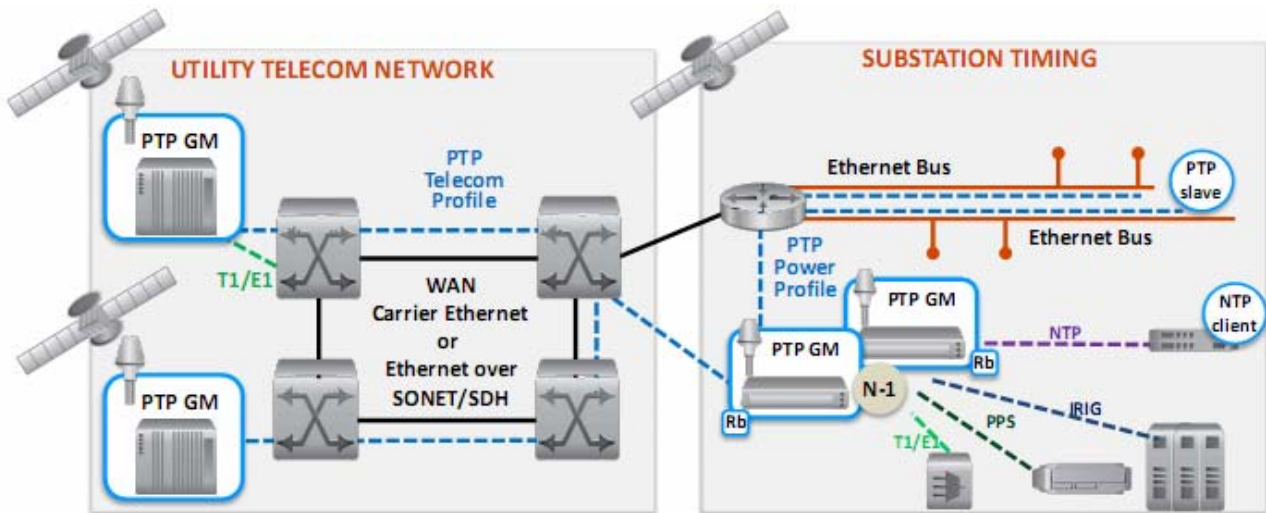 UTILITY TELECOM NETWORK
PTP GM
PTP
Telecom
Profile
T1/E1
WAN
Carrier Ethernet
or
Ethernet over
SONET/SDH
PTP GM
SUBSTATION TIMING
Ethernet Bus
PTP
slave
Ethernet Bus
PTP
Power
Profile
PTP GM
Rb
PTP GM
Rb
N-1
NTP
NTP
client
IRIG
PPS
T1/E1